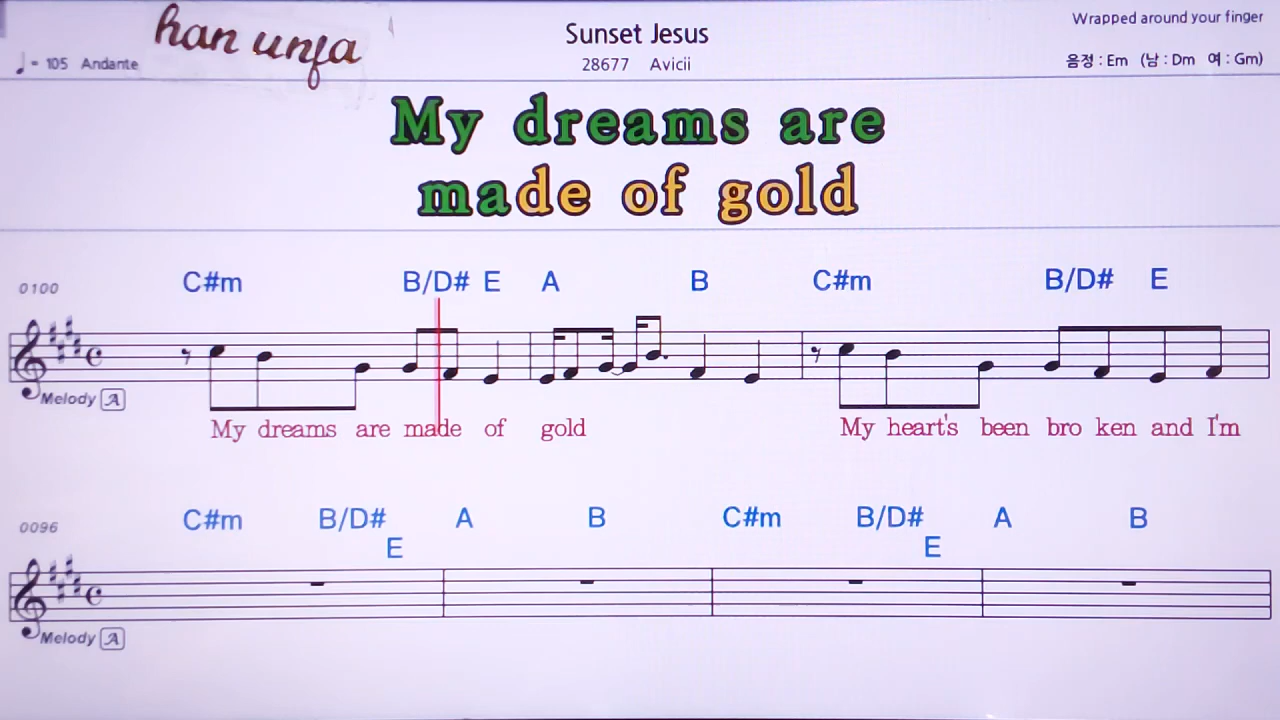 han unfa
Sunset Jesus
Wrapped around your finger
♩= 105 Andante
28677 Avicii
음정 : Em (남 : Dm 여 : Gm)
My dreams are
made of gold
C#m B/D# E A B C#m B/D# E
0100
Melody A
My dreams are made of gold My heart's been bro ken and I'm
C#m B/D# A B C#m B/D# A B
0096
E E
Melody A